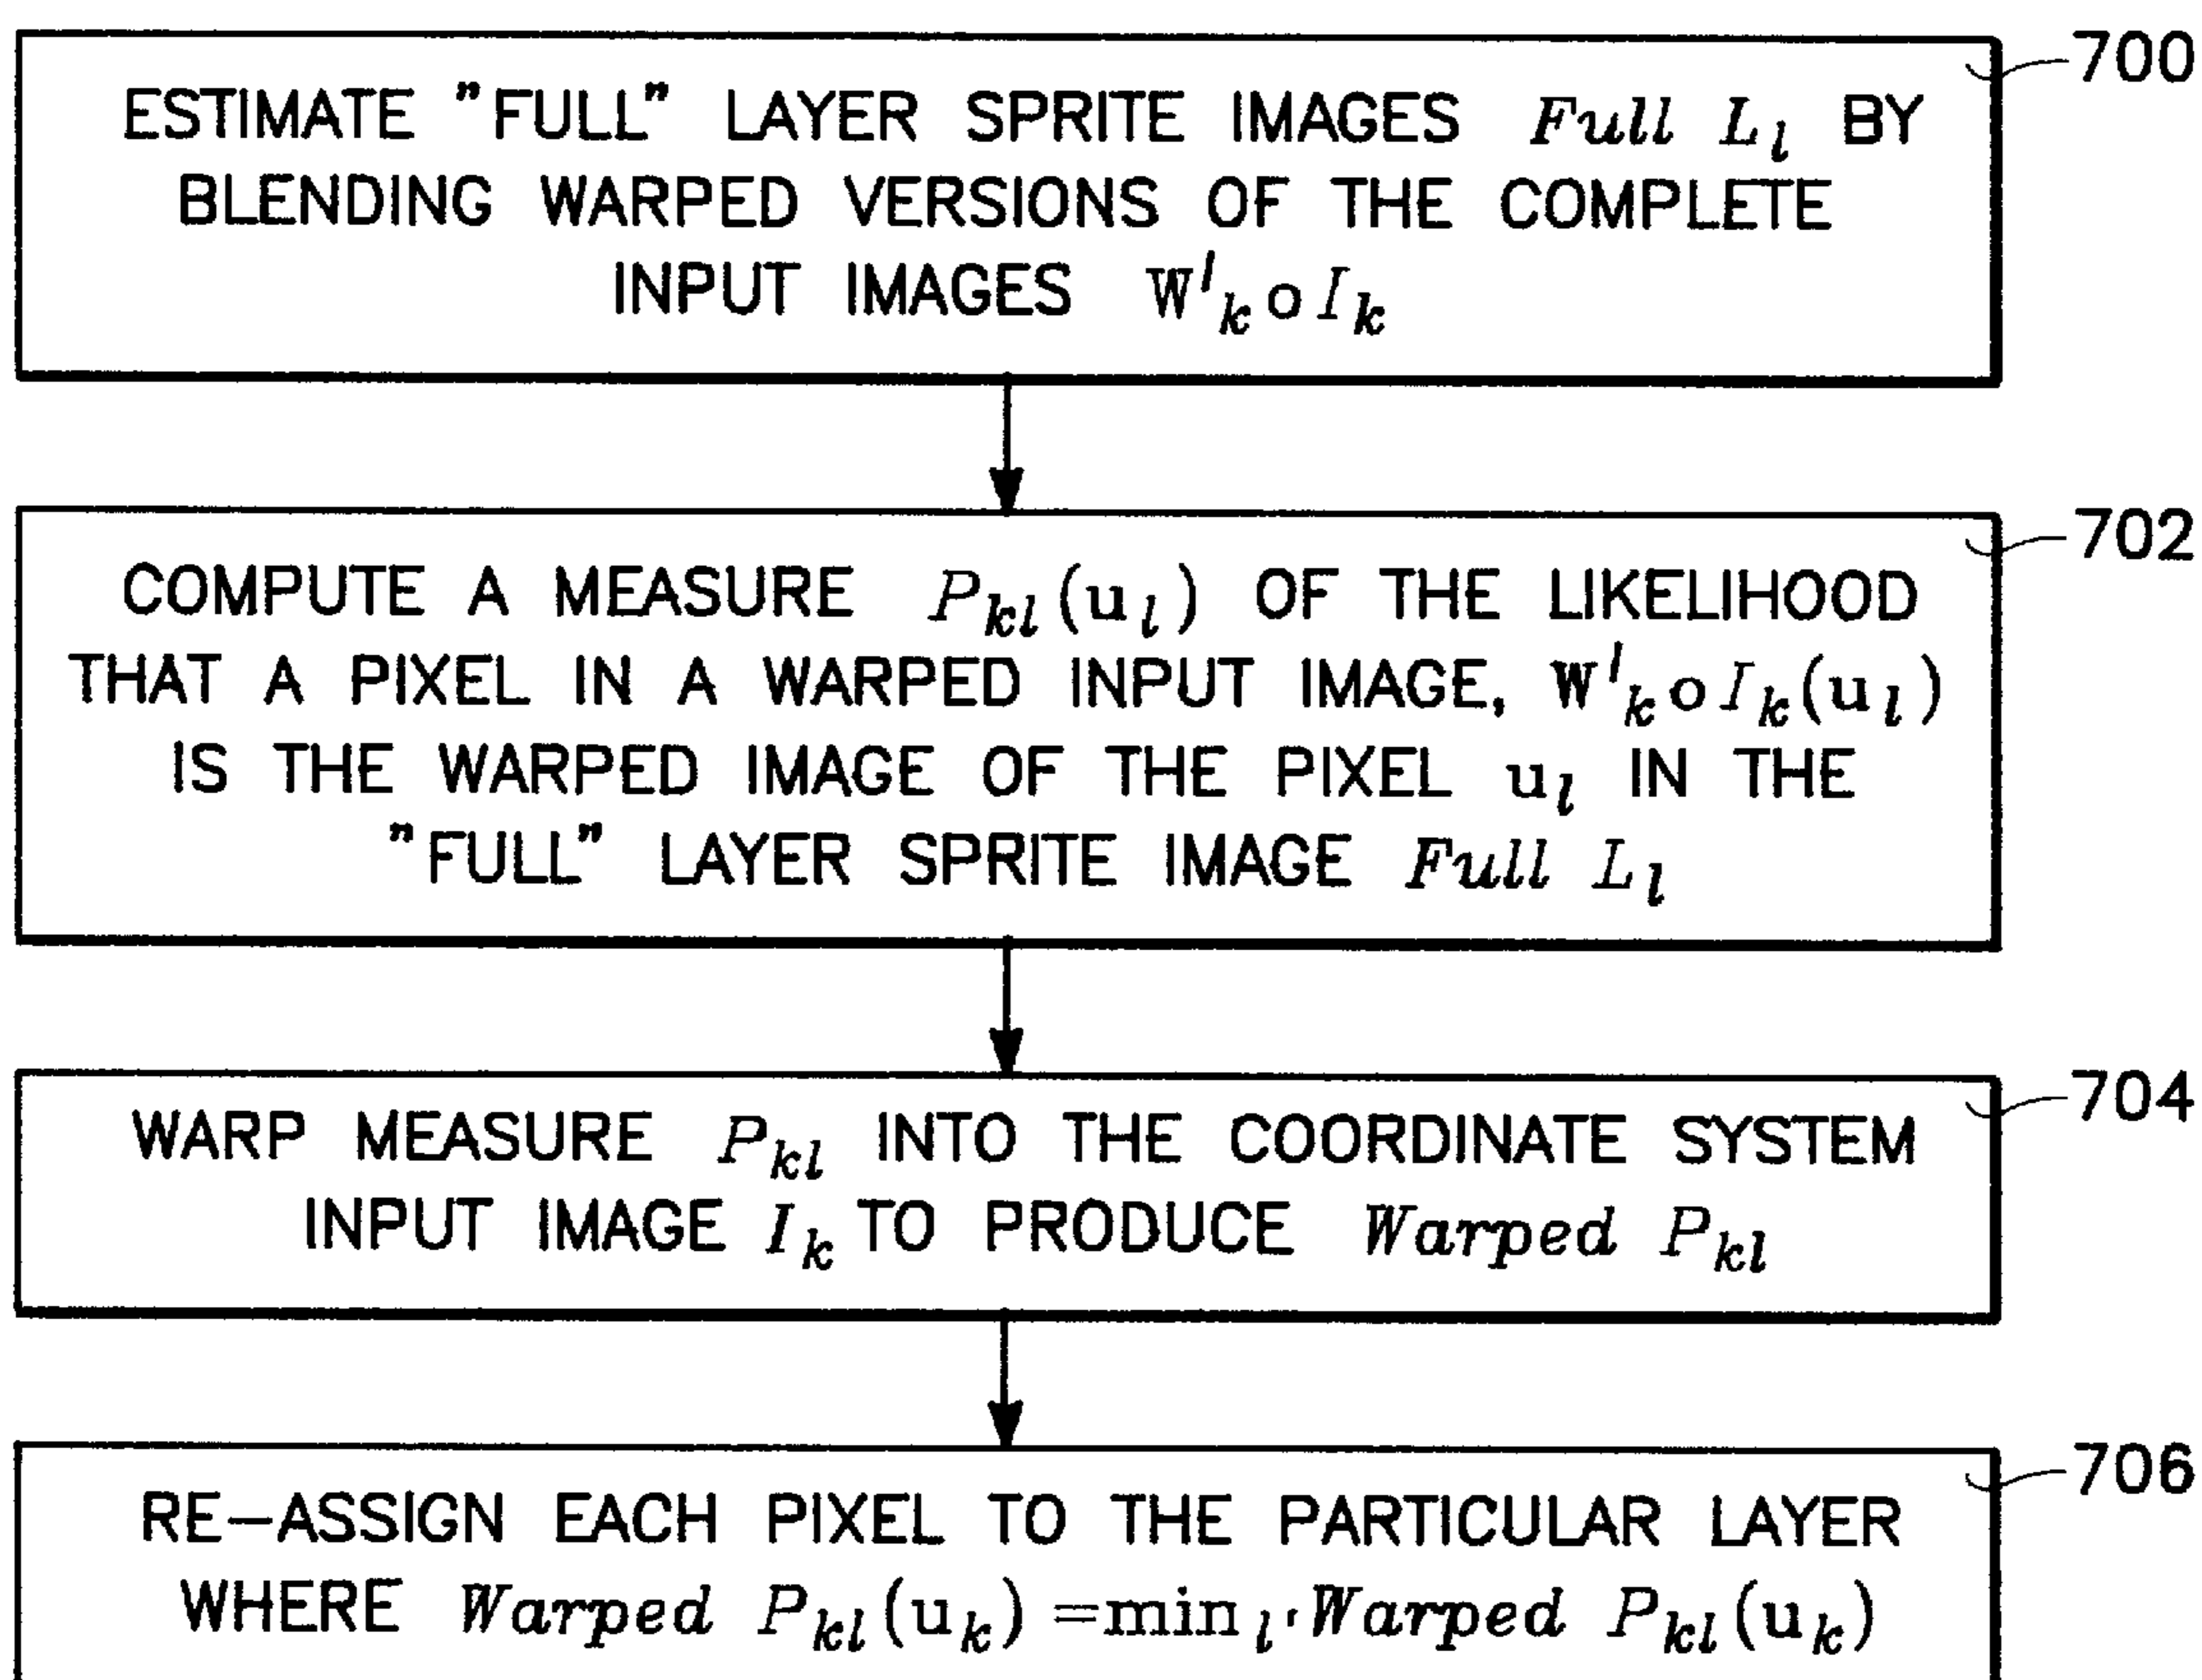 700
ESTIMATE "FULL" LAYER SPRITE IMAGES Full L_l BY
BLENDING WARPED VERSIONS OF THE COMPLETE
INPUT IMAGES W'_k o I_k
702
COMPUTE A MEASURE P_kl(u_l) OF THE LIKELIHOOD
THAT A PIXEL IN A WARPED INPUT IMAGE, W'_k o I_k(u_l)
IS THE WARPED IMAGE OF THE PIXEL u_l IN THE
"FULL" LAYER SPRITE IMAGE Full L_l
704
WARP MEASURE P_kl INTO THE COORDINATE SYSTEM
INPUT IMAGE I_k TO PRODUCE Warped P_kl
706
RE-ASSIGN EACH PIXEL TO THE PARTICULAR LAYER
WHERE Warped P_kl(u_k) = min_l' Warped P_kl(u_k)